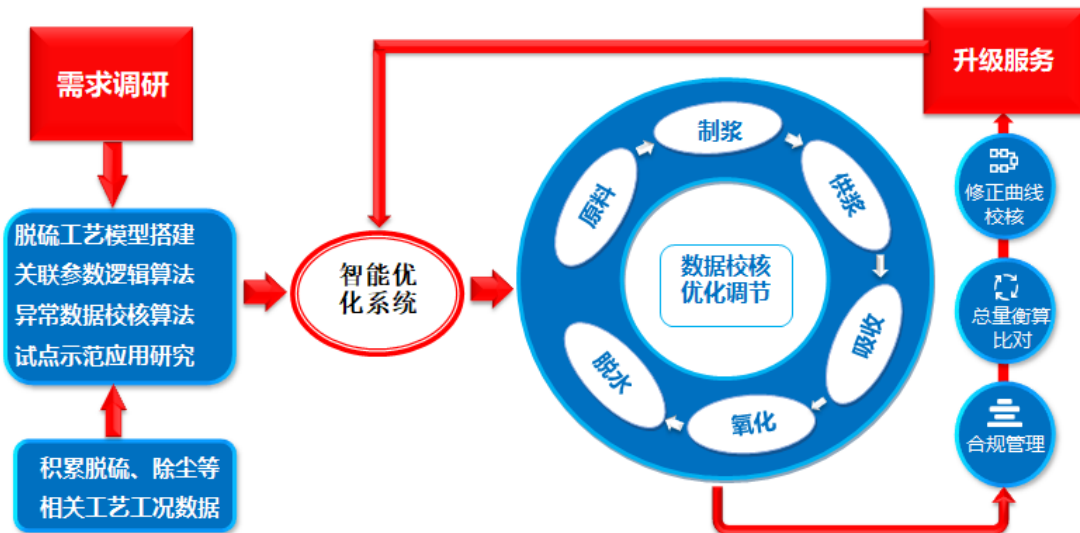 需求调研
脱硫工艺模型搭建
关联参数逻辑算法
异常数据校核算法
试点示范应用研究
积累脱硫、除尘等
相关工艺工况数据
智能优
化系统
原料
制浆
供浆
吸收
氧化
脱水
数据校核
优化调节
升级服务
修正曲线
校核
总量衡算
比对
合规管理